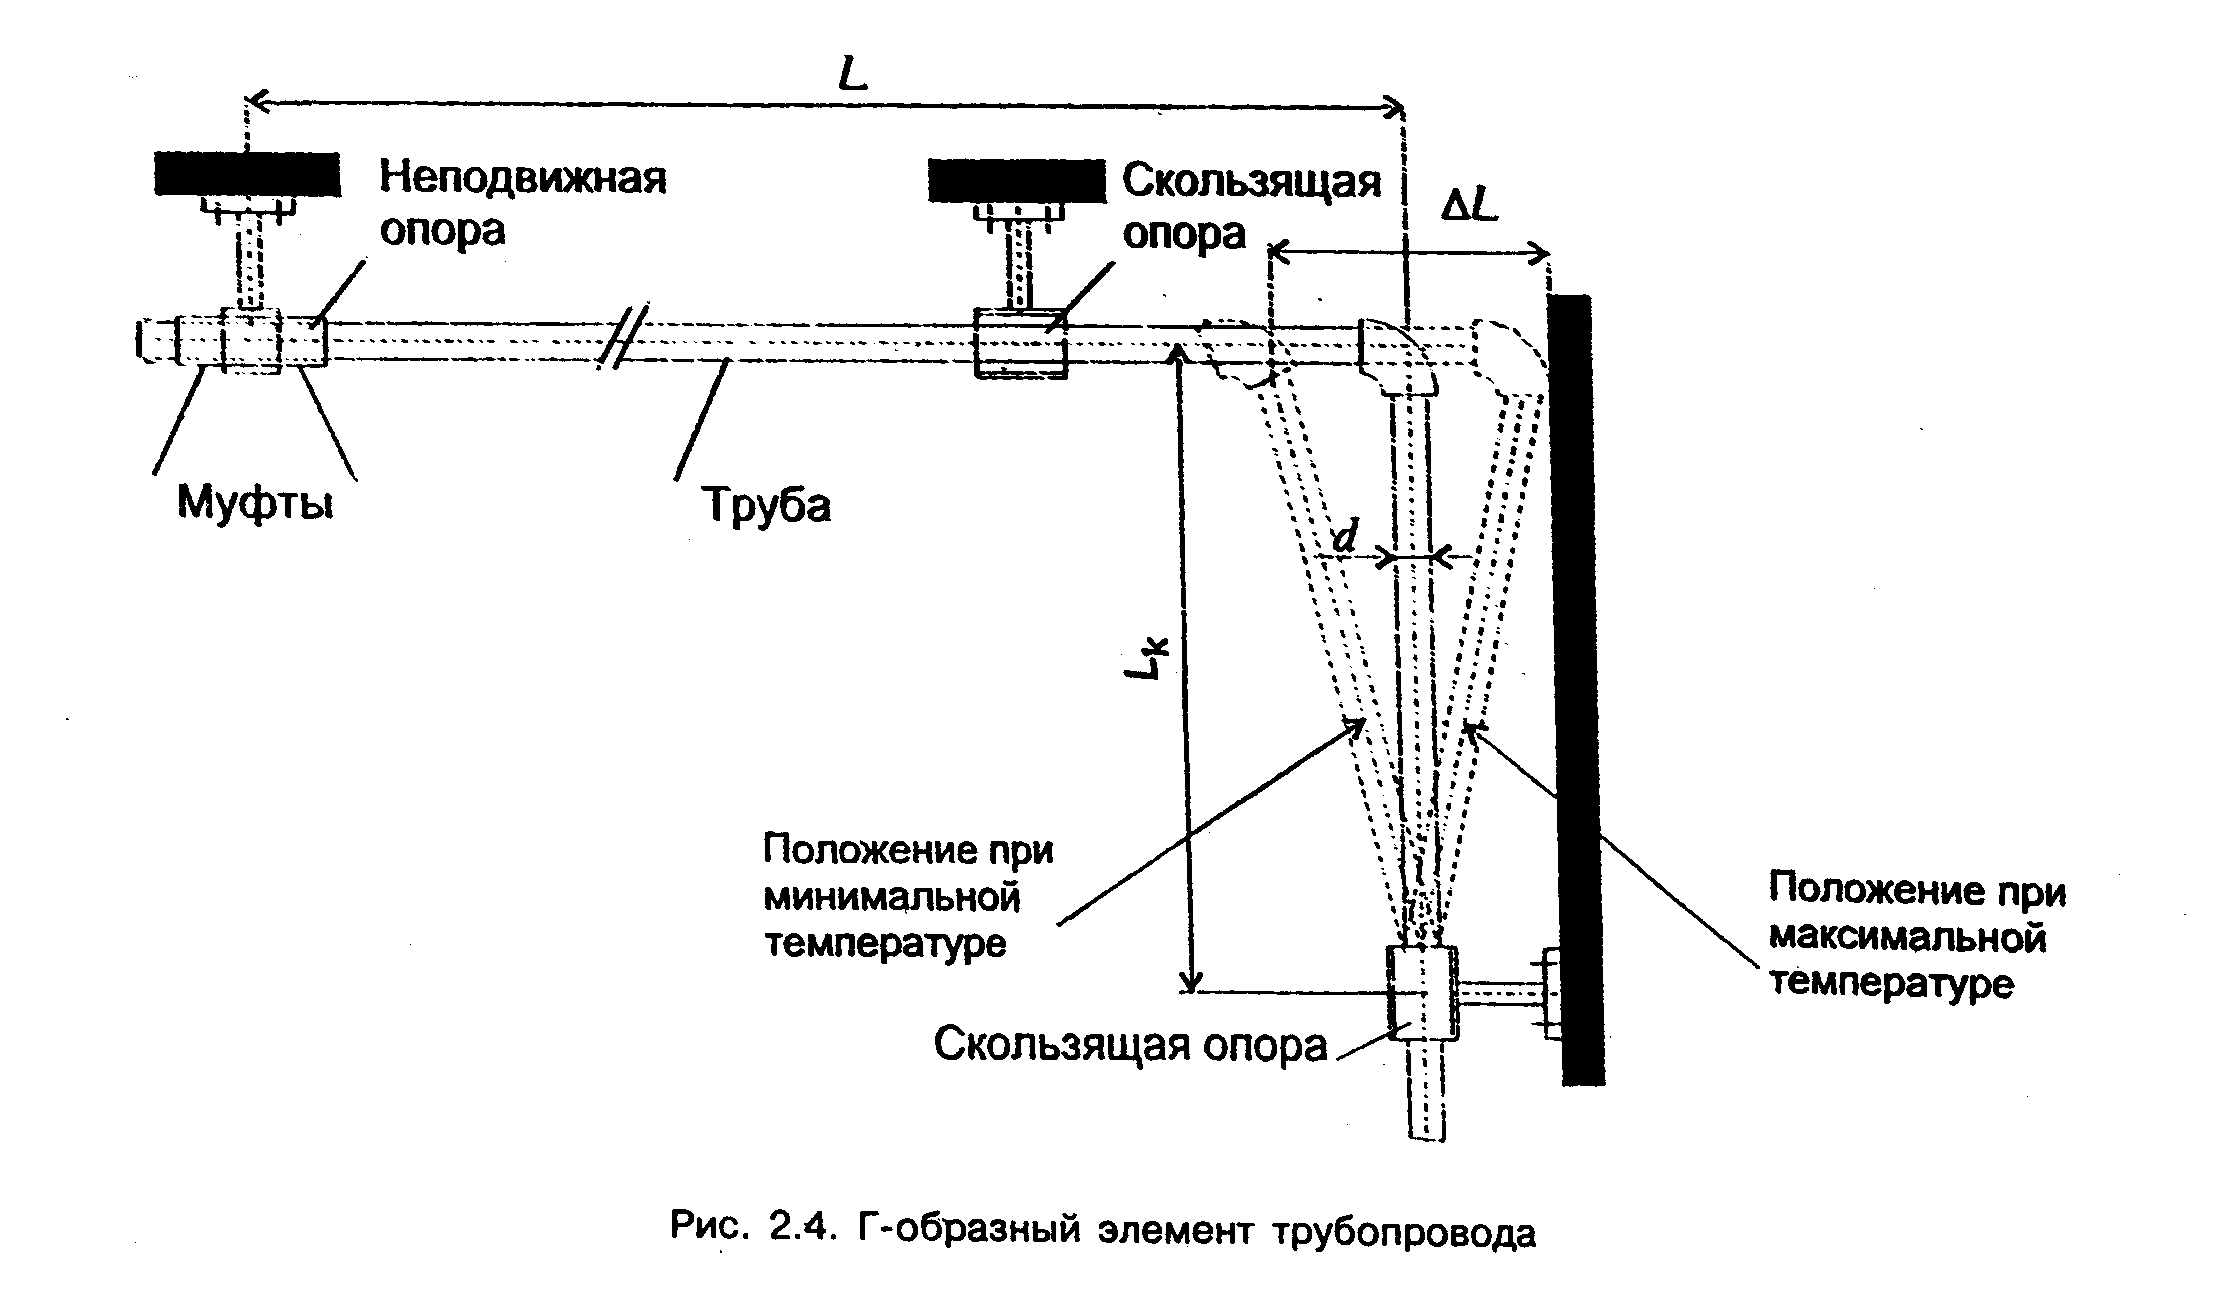 L
Неподвижная
опора
Скользящая
опора
ΔL
Муфты
Труба
d
Lк
Положение при
минимальной
температуре
Положение при
максимальной
температуре
Скользящая опора
Рис. 2.4. Г-образный элемент трубопровода